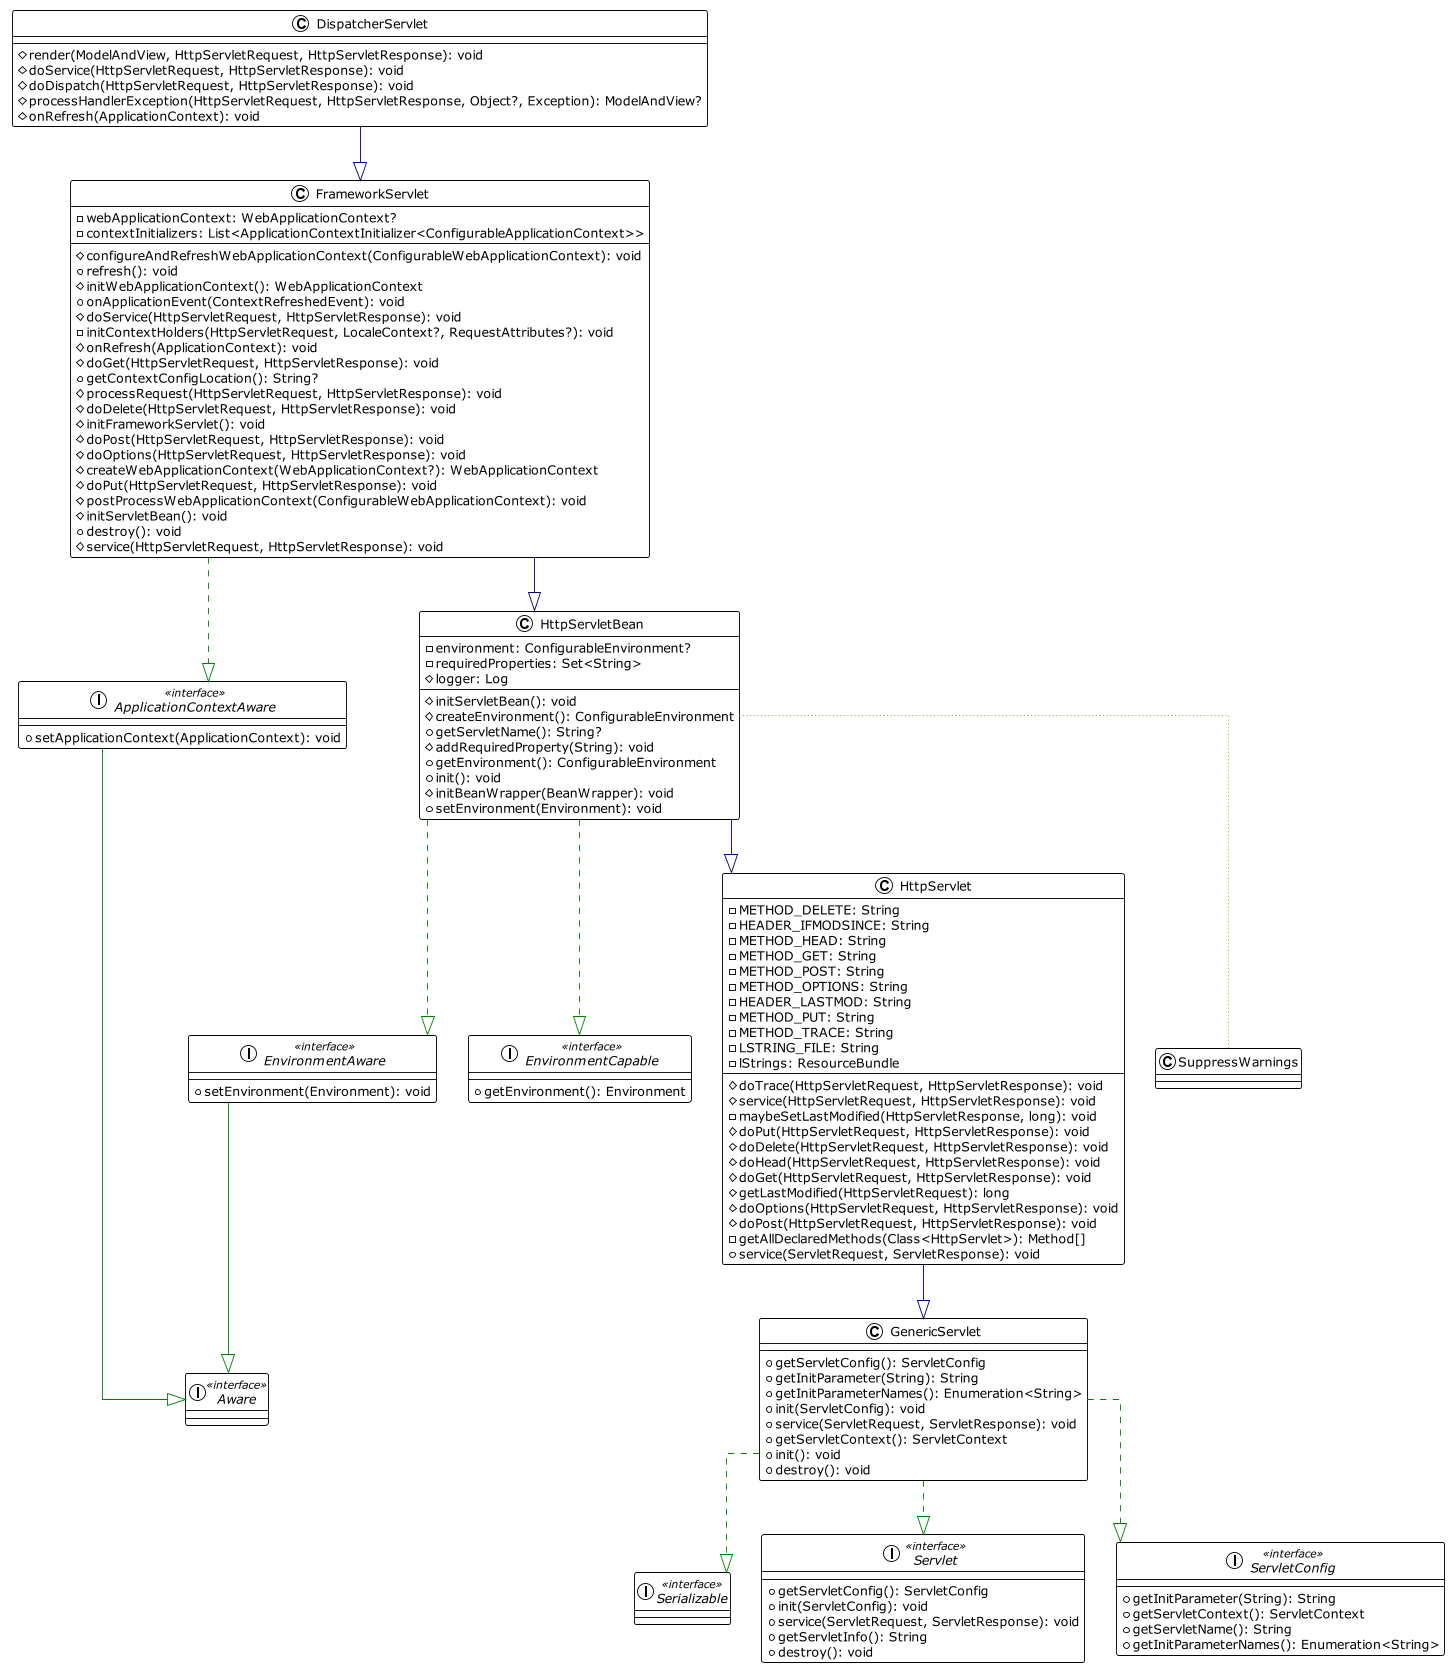 C DispatcherServlet
render(ModelAndView, HttpServletRequest, HttpServletResponse): void
doService(HttpServletRequest, HttpServletResponse): void
doDispatch(HttpServletRequest, HttpServletResponse): void
processHandlerException(HttpServletRequest, HttpServletResponse, Object?, Exception): ModelAndView?
onRefresh(ApplicationContext): void
C FrameworkServlet
webApplicationContext: WebApplicationContext?
contextInitializers: List<ApplicationContextInitializer<ConfigurableApplicationContext>>
configureAndRefreshWebApplicationContext(ConfigurableWebApplicationContext): void
refresh(): void
initWebApplicationContext(): WebApplicationContext
onApplicationEvent(ContextRefreshedEvent): void
doService(HttpServletRequest, HttpServletResponse): void
initContextHolders(HttpServletRequest, LocaleContext?, RequestAttributes?): void
onRefresh(ApplicationContext): void
doGet(HttpServletRequest, HttpServletResponse): void
getContextConfigLocation(): String?
processRequest(HttpServletRequest, HttpServletResponse): void
doDelete(HttpServletRequest, HttpServletResponse): void
initFrameworkServlet(): void
doPost(HttpServletRequest, HttpServletResponse): void
doOptions(HttpServletRequest, HttpServletResponse): void
createWebApplicationContext(WebApplicationContext?): WebApplicationContext
doPut(HttpServletRequest, HttpServletResponse): void
postProcessWebApplicationContext(ConfigurableWebApplicationContext): void
initServletBean(): void
destroy(): void
service(HttpServletRequest, HttpServletResponse): void
C HttpServletBean
environment: ConfigurableEnvironment?
requiredProperties: Set<String>
logger: Log
initServletBean(): void
createEnvironment(): ConfigurableEnvironment
getServletName(): String?
addRequiredProperty(String): void
getEnvironment(): ConfigurableEnvironment
init(): void
initBeanWrapper(BeanWrapper): void
setEnvironment(Environment): void
I «interface»
ApplicationContextAware
setApplicationContext(ApplicationContext): void
C HttpServlet
METHOD_DELETE: String
HEADER_IFMODSINCE: String
METHOD_HEAD: String
METHOD_GET: String
METHOD_POST: String
METHOD_OPTIONS: String
HEADER_LASTMOD: String
METHOD_PUT: String
METHOD_TRACE: String
LSTRING_FILE: String
lStrings: ResourceBundle
doTrace(HttpServletRequest, HttpServletResponse): void
service(HttpServletRequest, HttpServletResponse): void
maybeSetLastModified(HttpServletResponse, long): void
doPut(HttpServletRequest, HttpServletResponse): void
doDelete(HttpServletRequest, HttpServletResponse): void
doHead(HttpServletRequest, HttpServletResponse): void
doGet(HttpServletRequest, HttpServletResponse): void
getLastModified(HttpServletRequest): long
doOptions(HttpServletRequest, HttpServletResponse): void
doPost(HttpServletRequest, HttpServletResponse): void
getAllDeclaredMethods(Class<HttpServlet>): Method[]
service(ServletRequest, ServletResponse): void
I «interface»
EnvironmentAware
setEnvironment(Environment): void
I «interface»
EnvironmentCapable
getEnvironment(): Environment
C SuppressWarnings
C GenericServlet
getServletConfig(): ServletConfig
getInitParameter(String): String
getInitParameterNames(): Enumeration<String>
init(ServletConfig): void
service(ServletRequest, ServletResponse): void
getServletContext(): ServletContext
init(): void
destroy(): void
I «interface»
Aware
I «interface»
Serializable
I «interface»
Servlet
getServletConfig(): ServletConfig
init(ServletConfig): void
service(ServletRequest, ServletResponse): void
getServletInfo(): String
destroy(): void
I «interface»
ServletConfig
getInitParameter(String): String
getServletContext(): ServletContext
getServletName(): String
getInitParameterNames(): Enumeration<String>